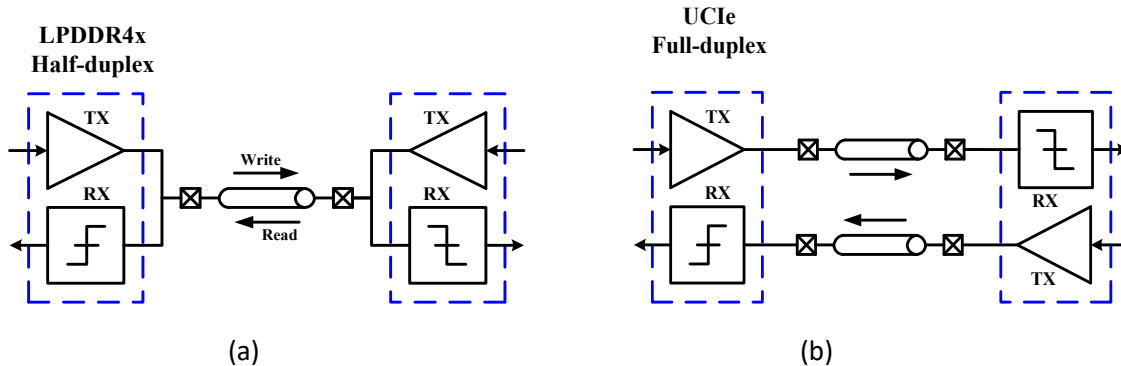 LPDDR4x
Half-duplex
TX
TX
Write
RX
RX
Read
(a)
UCIe
Full-duplex
TX
RX
RX
TX
(b)